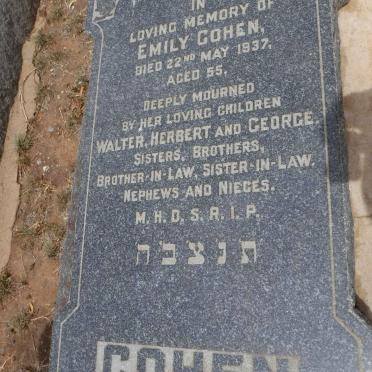 IN
LOVING MEMORY OF
EMILY COHEN,
DIED 22ND MAY 1937,
AGED 55,
DEEPLY MOURNED
BY HER LOVING CHILDREN
WALTER, HERBERT AND GEORGE.
SISTERS, BROTHERS,
BROTHER-IN-LAW, SISTER-IN-LAW,
NEPHEWS AND NIECES.
M. H. D. S. R. I. P.
תנצבה
COHEN